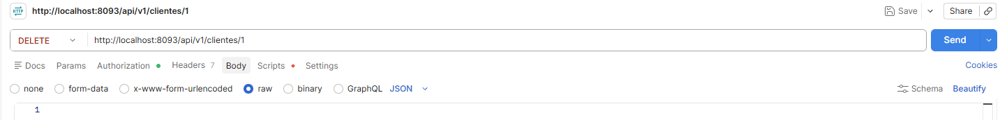 HTTP http://localhost:8093/api/v1/clientes/1 Save Share
DELETE http://localhost:8093/api/v1/clientes/1 Send
Docs Params Authorization Headers 7 Body Scripts Settings Cookies
none form-data x-www-form-urlencoded raw binary GraphQL JSON Schema Beautify
1